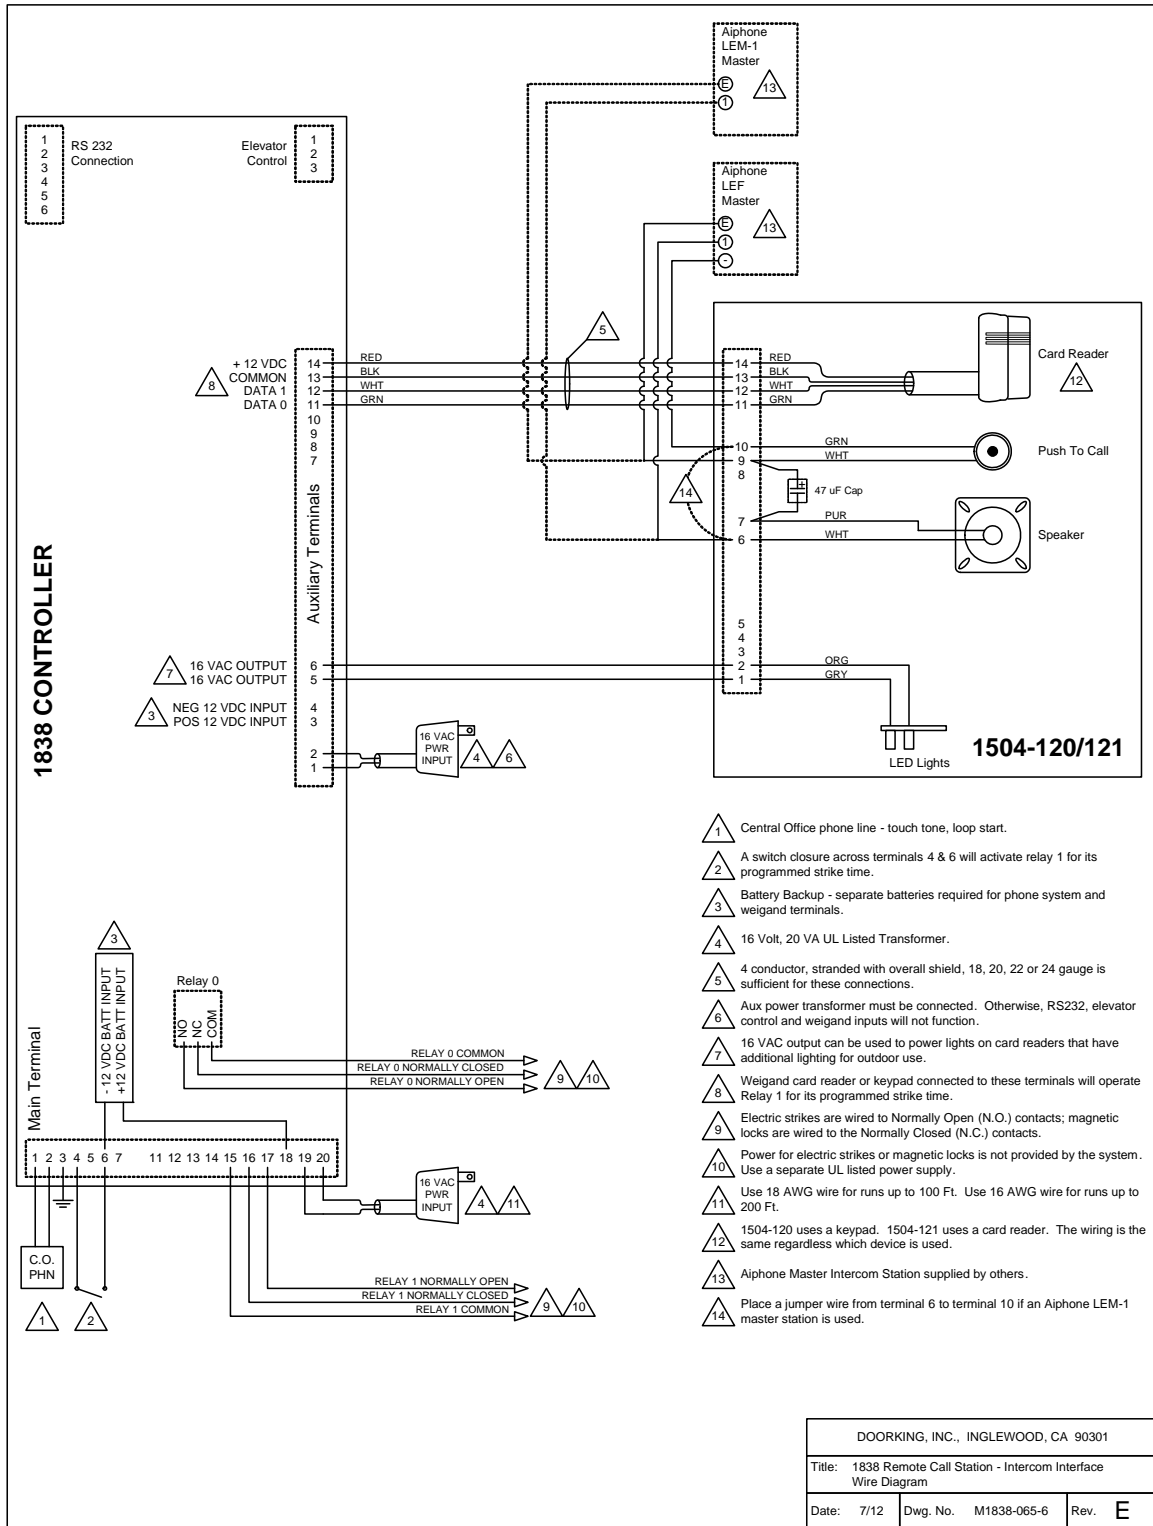 Aiphone
LEM-1
Master
E
1
13
Aiphone
LEF
Master
E
1
-
13
1838 CONTROLLER
1
2
3
4
5
6
RS 232
Connection
Elevator
Control
1
2
3
5
8
+ 12 VDC
COMMON
DATA 1
DATA 0
14
13
12
11
10
9
8
7
RED
BLK
WHT
GRN
Auxiliary Terminals
7
16 VAC OUTPUT
16 VAC OUTPUT
6
5
3
NEG 12 VDC INPUT
POS 12 VDC INPUT
4
3
2
1
16 VAC
PWR
INPUT
4
6
14
13
12
11
RED
BLK
WHT
GRN
Card Reader
12
10
9
8
GRN
WHT
Push To Call
14
47 uF Cap
+
7
6
PUR
WHT
Speaker
5
4
3
2
1
ORG
GRY
LED Lights
1504-120/121
1 Central Office phone line - touch tone, loop start.
2 A switch closure across terminals 4 & 6 will activate relay 1 for its
programmed strike time.
3 Battery Backup - separate batteries required for phone system and
weigand terminals.
4 16 Volt, 20 VA UL Listed Transformer.
5 4 conductor, stranded with overall shield, 18, 20, 22 or 24 gauge is
sufficient for these connections.
6 Aux power transformer must be connected. Otherwise, RS232, elevator
control and weigand inputs will not function.
7 16 VAC output can be used to power lights on card readers that have
additional lighting for outdoor use.
8 Weigand card reader or keypad connected to these terminals will operate
Relay 1 for its programmed strike time.
9 Electric strikes are wired to Normally Open (N.O.) contacts; magnetic
locks are wired to the Normally Closed (N.C.) contacts.
10 Power for electric strikes or magnetic locks is not provided by the system.
Use a separate UL listed power supply.
11 Use 18 AWG wire for runs up to 100 Ft. Use 16 AWG wire for runs up to
200 Ft.
12 1504-120 uses a keypad. 1504-121 uses a card reader. The wiring is the
same regardless which device is used.
13 Aiphone Master Intercom Station supplied by others.
14 Place a jumper wire from terminal 6 to terminal 10 if an Aiphone LEM-1
master station is used.
3
- 12 VDC BATT INPUT
+12 VDC BATT INPUT
Relay 0
NO
NC
COM
RELAY 0 COMMON
RELAY 0 NORMALLY CLOSED
RELAY 0 NORMALLY OPEN
9
10
Main Terminal
1 2 3 4 5 6 7 11 12 13 14 15 16 17 18 19 20
16 VAC
PWR
INPUT
4
11
C.O.
PHN
1
2
RELAY 1 NORMALLY OPEN
RELAY 1 NORMALLY CLOSED
RELAY 1 COMMON
9
10
DOORKING, INC., INGLEWOOD, CA 90301
Title: 1838 Remote Call Station - Intercom Interface
Wire Diagram
Date: 7/12 Dwg. No. M1838-065-6 Rev. E